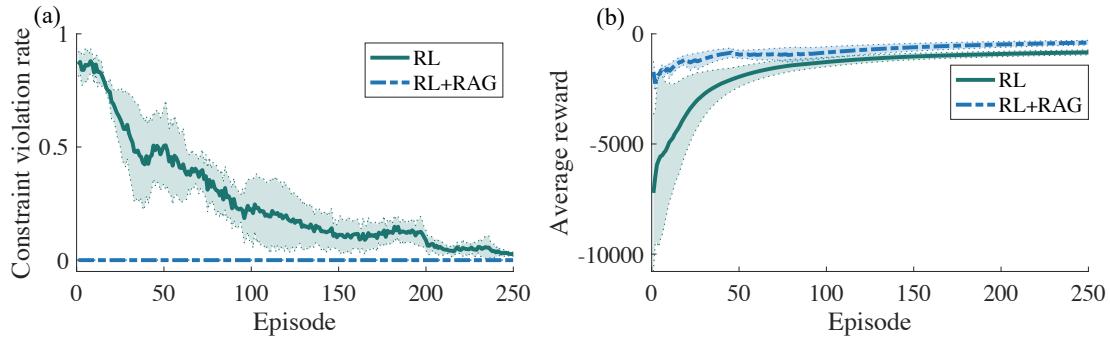 (a)
1
0.5
0
Constraint violation rate
RL
RL+RAG
0
50
100
150
200
250
Episode
(b)
0
-5000
-10000
Average reward
RL
RL+RAG
0
50
100
150
200
250
Episode